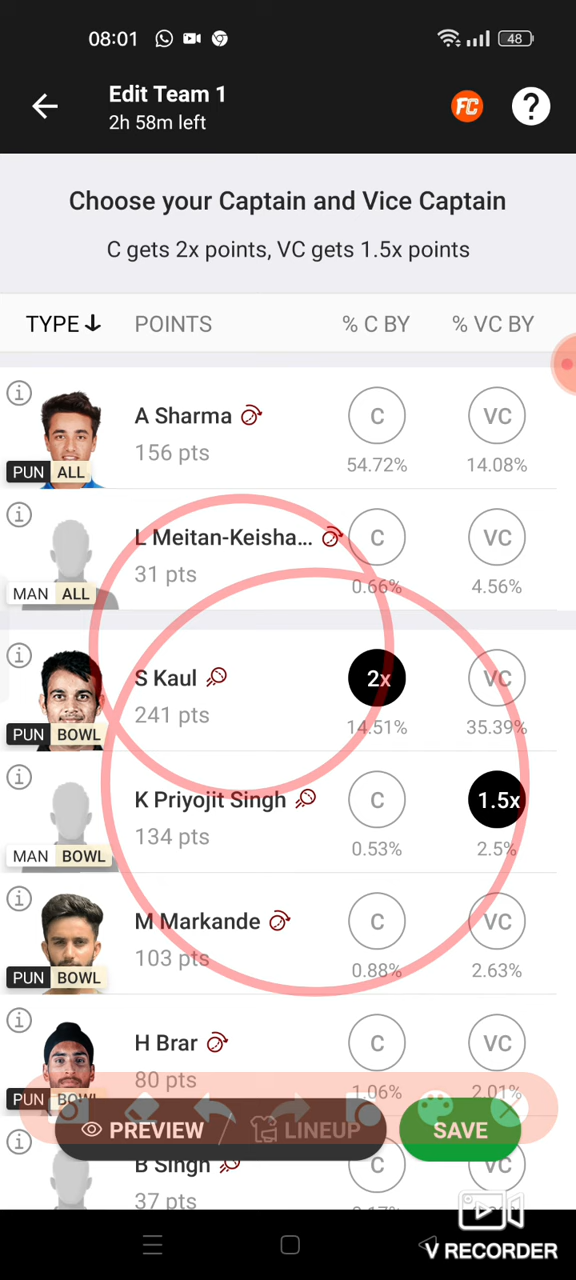 08:01
48
Edit Team 1
2h 58m left
FC
?
Choose your Captain and Vice Captain
C gets 2x points, VC gets 1.5x points
TYPE POINTS % C BY % VC BY
A Sharma C VC
156 pts
PUN ALL 54.72% 14.08%
L Meitan-Keisha... C VC
31 pts
MAN ALL 0.66% 4.56%
S Kaul 2x VC
241 pts
PUN BOWL 14.51% 35.39%
K Priyojit Singh C 1.5x
134 pts
MAN BOWL 0.53% 2.5%
M Markande C VC
103 pts
PUN BOWL 0.88% 2.63%
H Brar C VC
80 pts
PUN BOWL 1.06% 2.01%
PREVIEW LINEUP SAVE
B Singh C VC
37 pts
V RECORDER